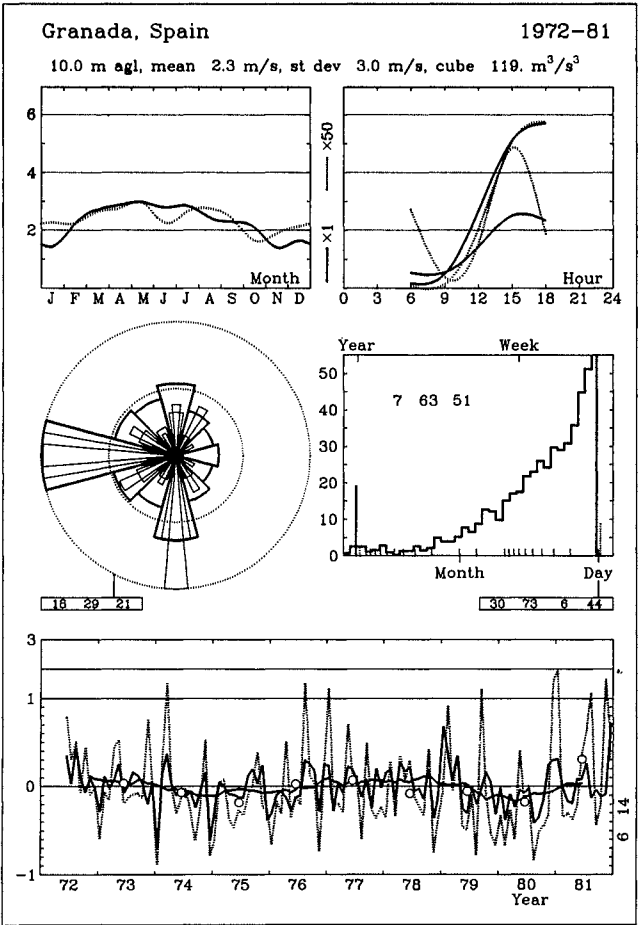 Granada, Spain 1972-81
10.0 m agl, mean 2.3 m/s, st dev 3.0 m/s, cube 119. m³/s³
6
4
2
J F M A M J J A S O N D
Month
×1 ×50
0 3 6 9 12 15 18 21 24
Hour
Year Week
50
40
30
20
10
0
7 63 51
Month Day
16 29 21
30 73 6 44
3
1
0
-1
6 14
72 73 74 75 76 77 78 79 80 81
Year